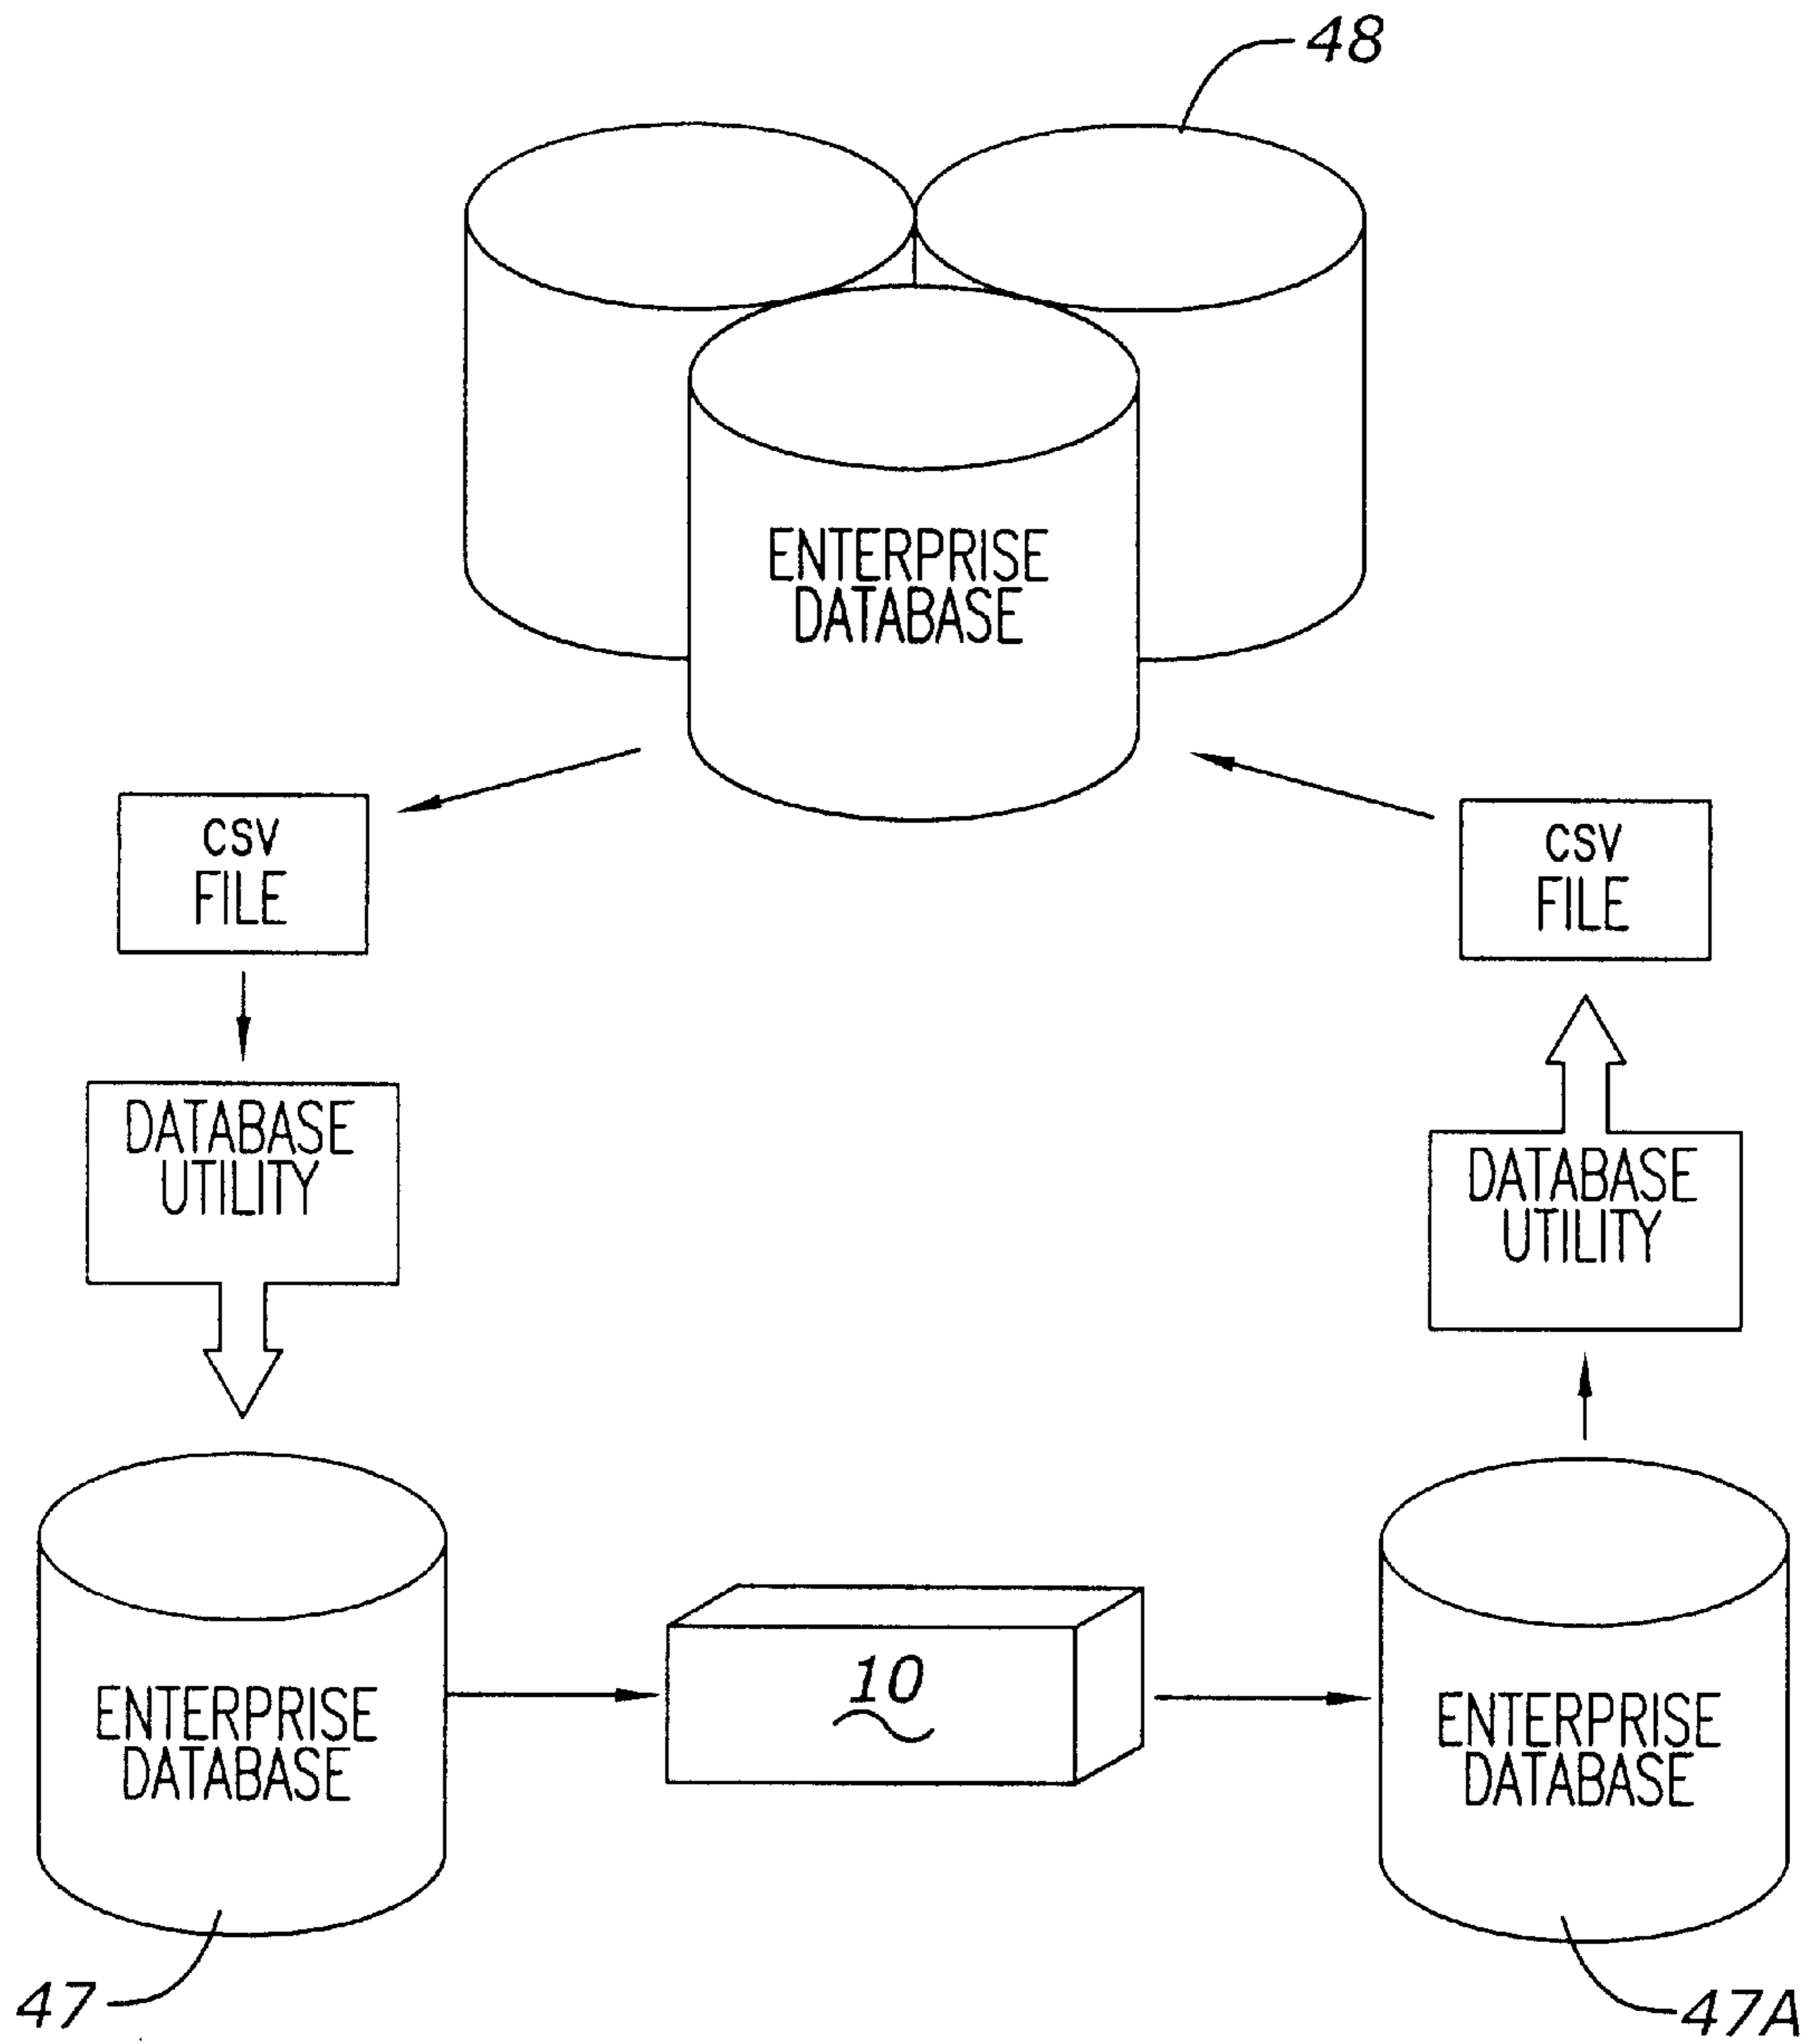 48
ENTERPRISE
DATABASE
CSV
FILE
CSV
FILE
DATABASE
UTILITY
DATABASE
UTILITY
ENTERPRISE
DATABASE
10
ENTERPRISE
DATABASE
47
47A